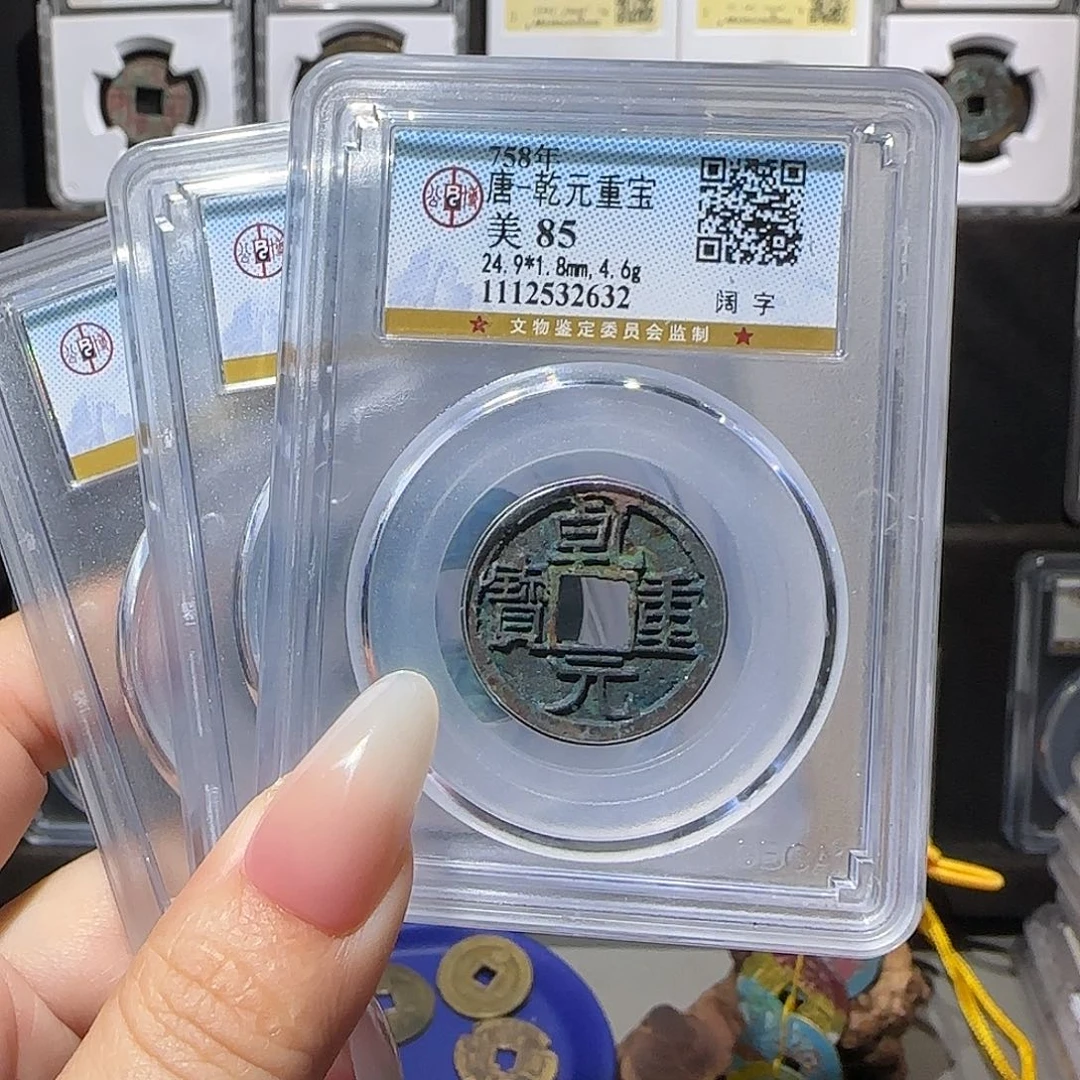 758年
唐-乾元重宝
美 85
24.9*1.8mm, 4.6g
1112532632
阔 字
★ 文物鉴定委员会监制 ★
乾
寶 重
元